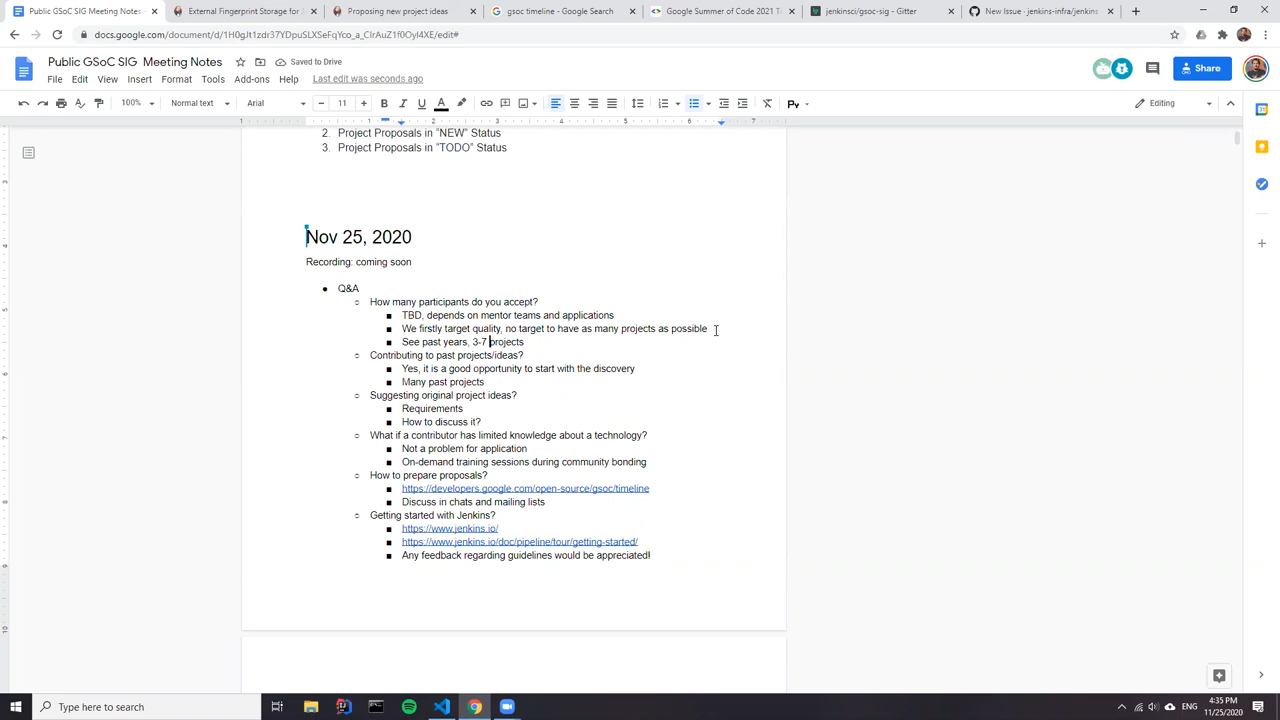 Public GSoC SIG Meeting Notes
External Fingerprint Storage for J
Proposing new project ideas
gsoc timeline - Google Search
Google Summer of Code 2021 Ti
jenkinsci/gsoc-sig - Gitter
New Issue · jenkins-infra/jenkins
docs.google.com/document/d/1H0gJt1zdr37YDpuSLXSeFqYco_a_CIrAuZ1f0OyI4XE/edit#
Public GSoC SIG Meeting Notes
Saved to Drive
File Edit View Insert Format Tools Add-ons Help Last edit was seconds ago
Share
100% Normal text Arial 11 Editing
2. Project Proposals in "NEW" Status
3. Project Proposals in "TODO" Status
Nov 25, 2020
Recording: coming soon
Q&A
How many participants do you accept?
TBD, depends on mentor teams and applications
We firstly target quality, no target to have as many projects as possible
See past years, 3-7 projects
Contributing to past projects/ideas?
Yes, it is a good opportunity to start with the discovery
Many past projects
Suggesting original project ideas?
Requirements
How to discuss it?
What if a contributor has limited knowledge about a technology?
Not a problem for application
On-demand training sessions during community bonding
How to prepare proposals?
https://developers.google.com/open-source/gsoc/timeline
Discuss in chats and mailing lists
Getting started with Jenkins?
https://www.jenkins.io/
https://www.jenkins.io/doc/pipeline/tour/getting-started/
Any feedback regarding guidelines would be appreciated!
Type here to search
ENG
4:35 PM
11/25/2020